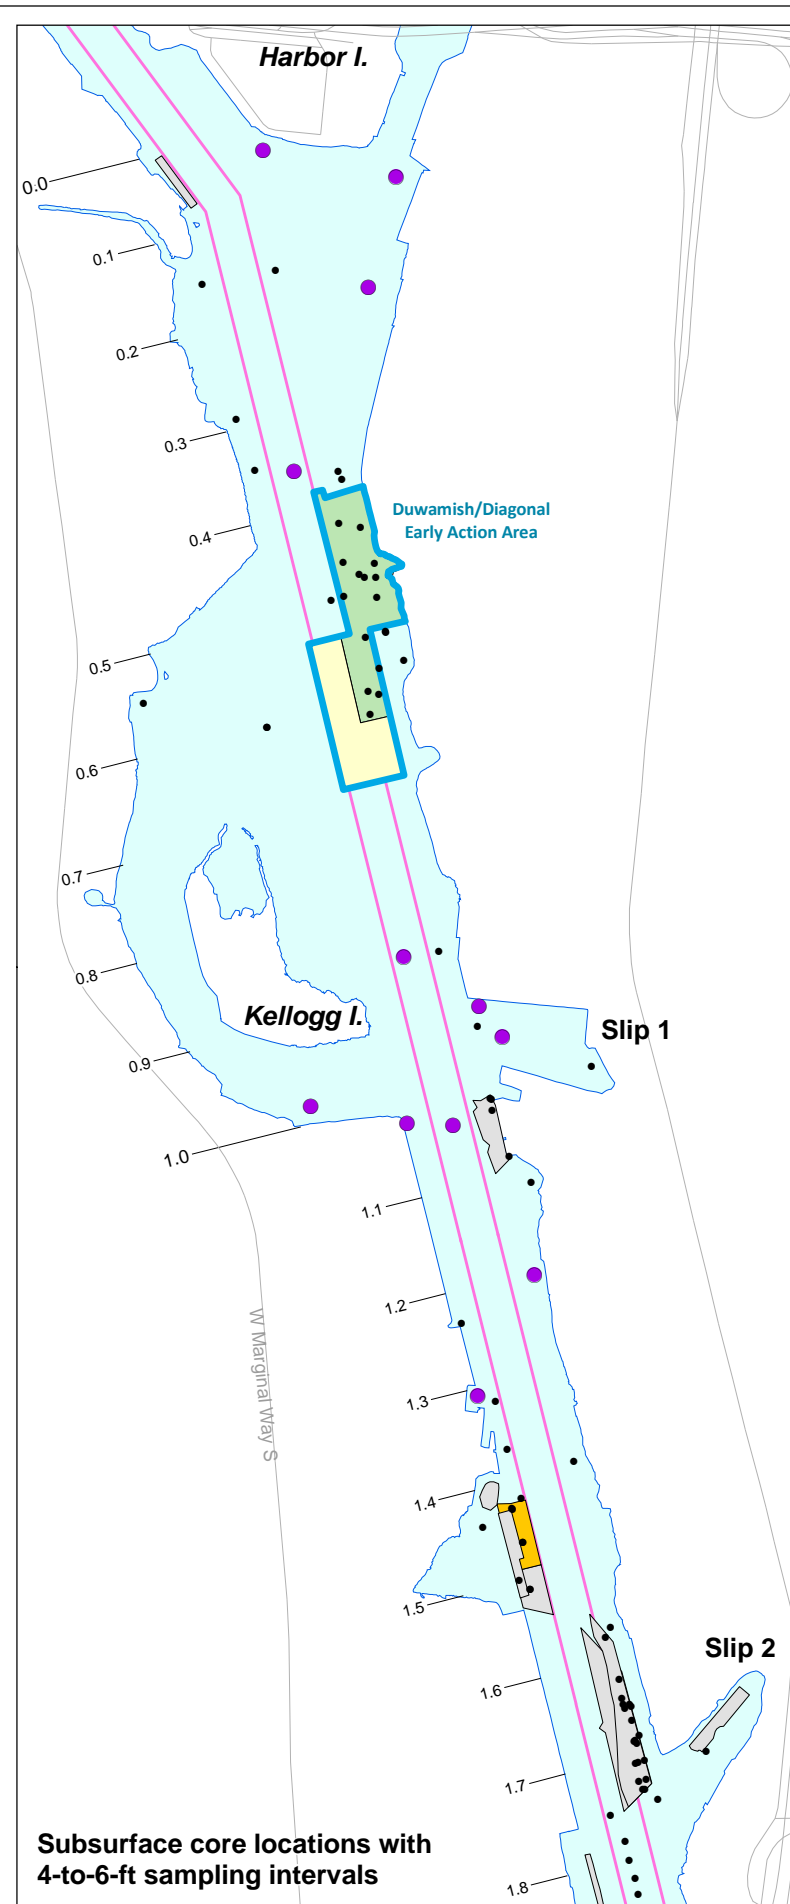 Harbor I.
0.0
0.1
0.2
0.3
0.4
Duwamish/Diagonal
Early Action Area
0.5
0.6
0.7
0.8
Kellogg I.
Slip 1
0.9
1.0
1.1
1.2
W Marginal Way S
1.3
1.4
1.5
Slip 2
1.6
1.7
Subsurface core locations with
4-to-6-ft sampling intervals
1.8